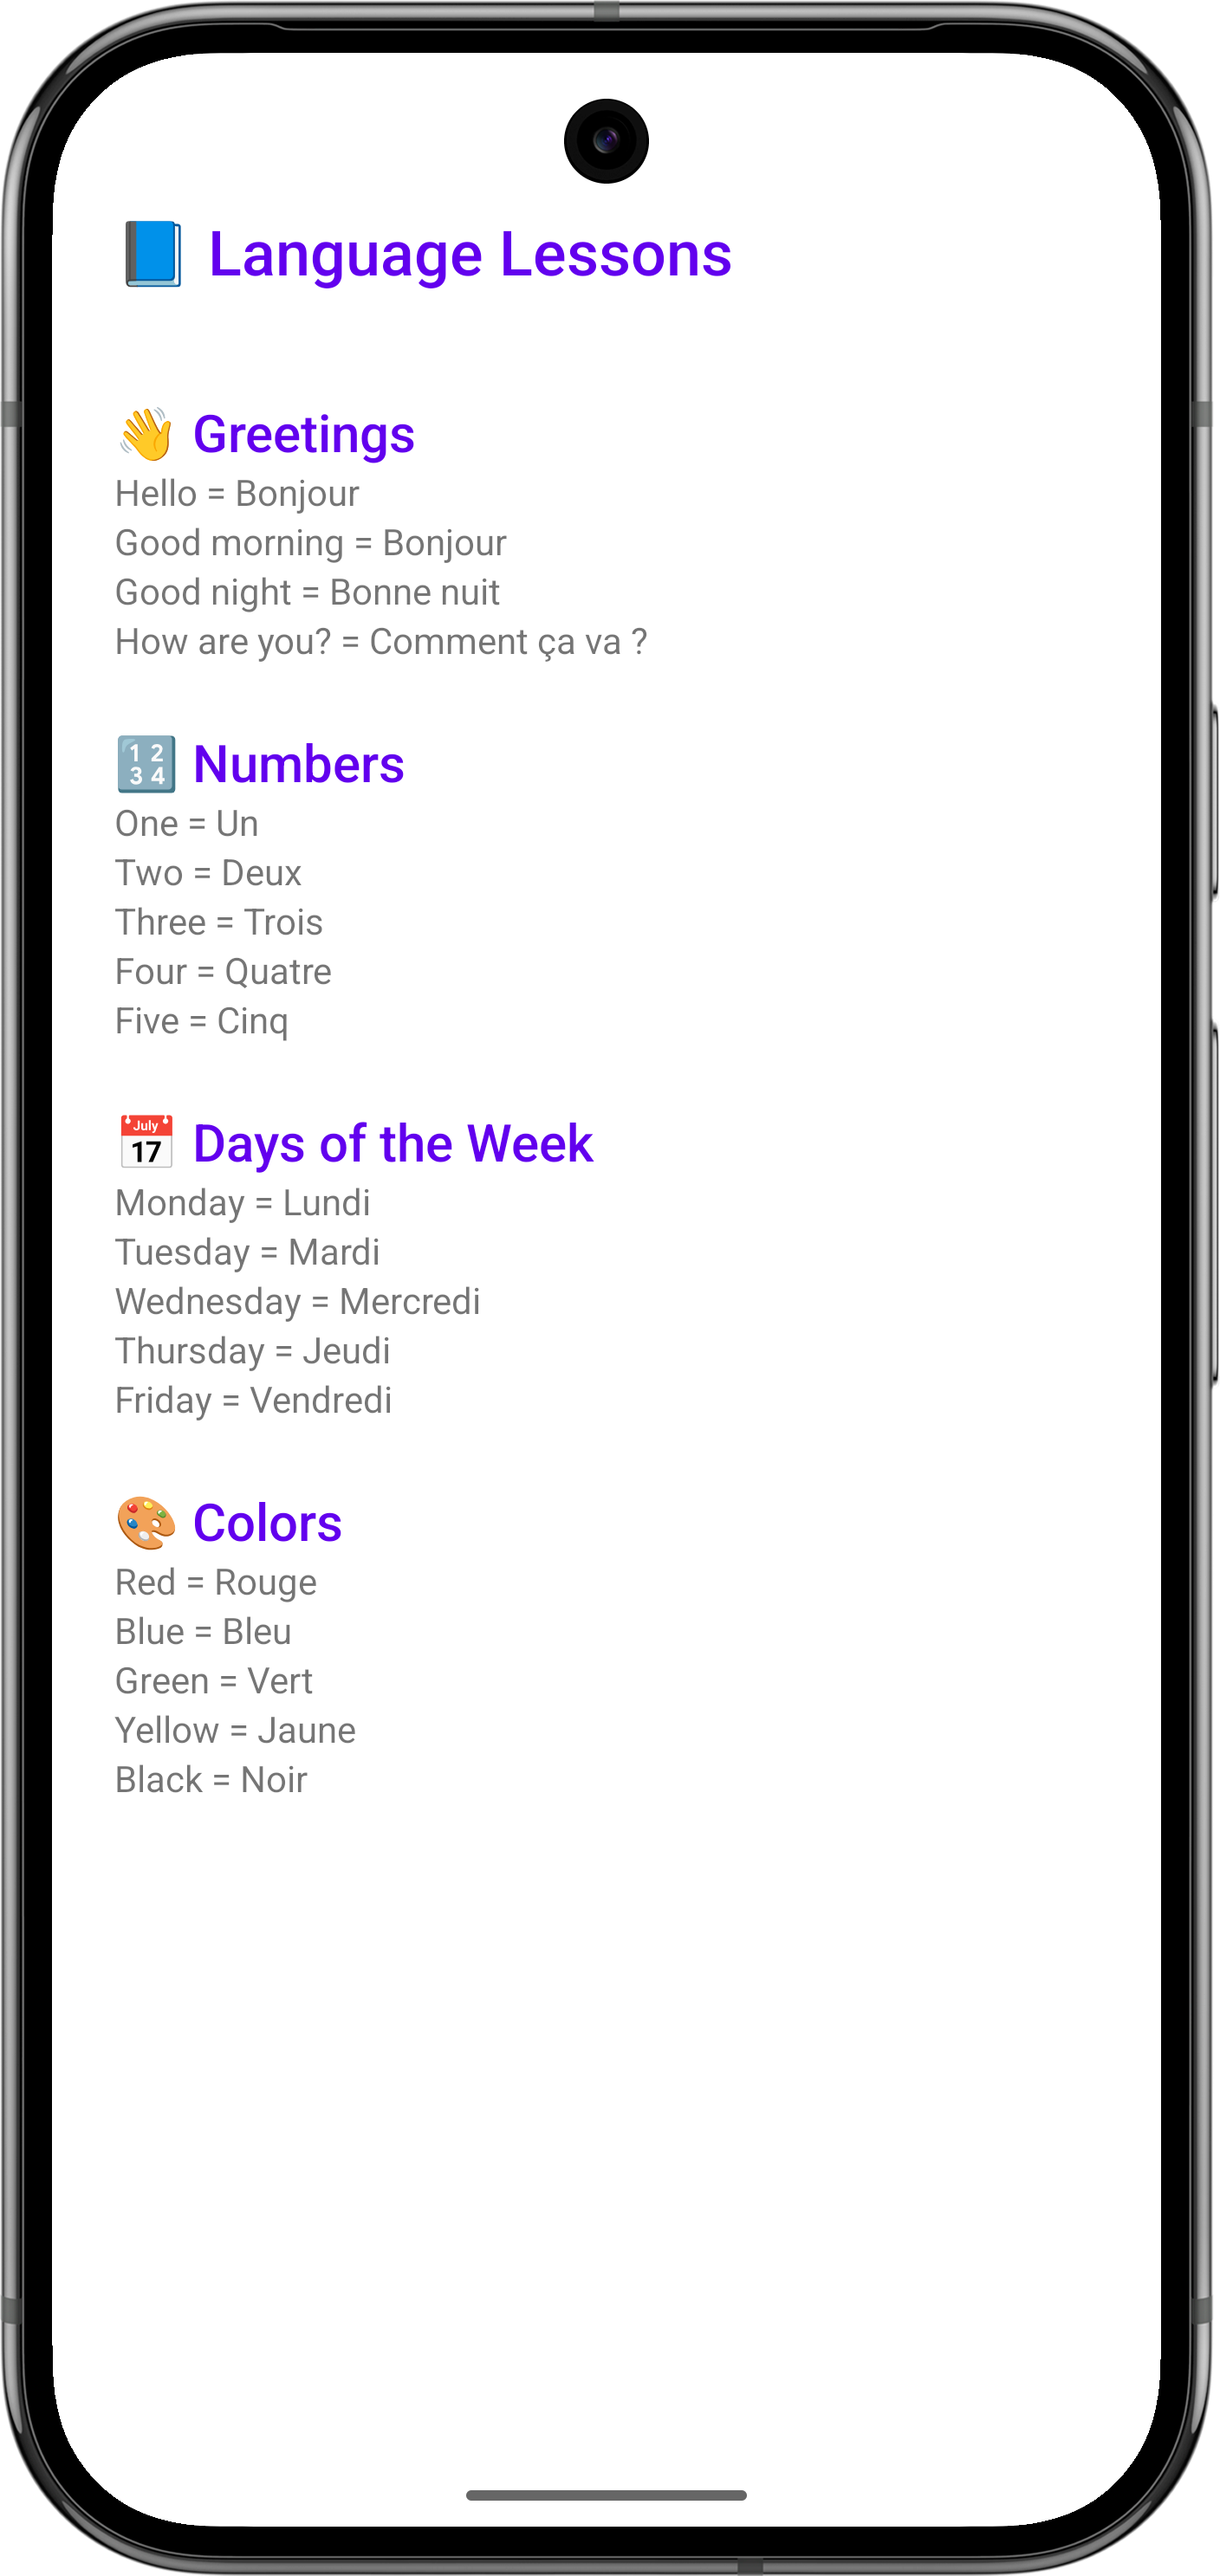 📘 Language Lessons
👋 Greetings
Hello = Bonjour
Good morning = Bonjour
Good night = Bonne nuit
How are you? = Comment ça va ?
🔢 Numbers
One = Un
Two = Deux
Three = Trois
Four = Quatre
Five = Cinq
📅 Days of the Week
Monday = Lundi
Tuesday = Mardi
Wednesday = Mercredi
Thursday = Jeudi
Friday = Vendredi
🎨 Colors
Red = Rouge
Blue = Bleu
Green = Vert
Yellow = Jaune
Black = Noir